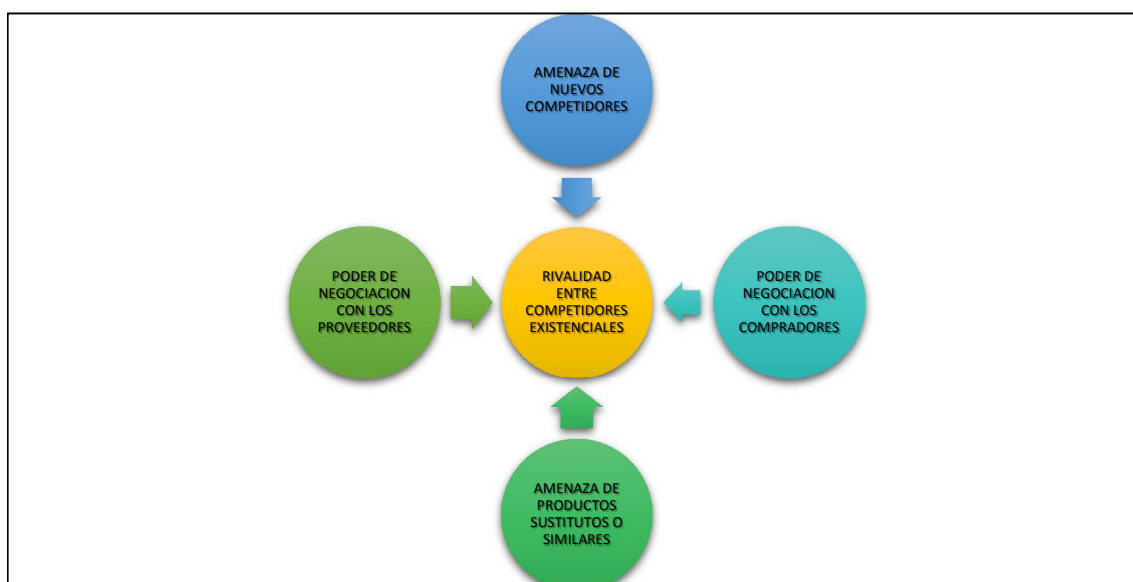 AMENAZA DE
NUEVOS
COMPETIDORES
PODER DE
NEGOCIACION
CON LOS
PROVEEDORES
RIVALIDAD
ENTRE
COMPETIDORES
EXISTENCIALES
PODER DE
NEGOCIACION
CON LOS
COMPRADORES
AMENAZA DE
PRODUCTOS
SUSTITUTOS O
SIMILARES